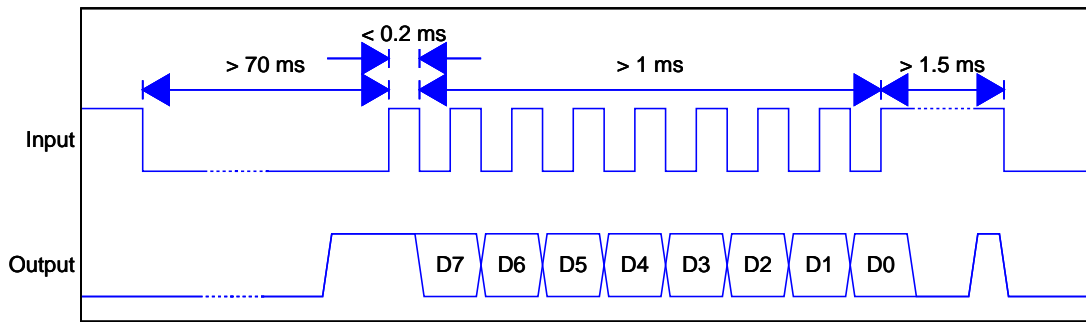 < 0.2 ms
> 70 ms
> 1 ms
> 1.5 ms
Input
Output
D7
D6
D5
D4
D3
D2
D1
D0